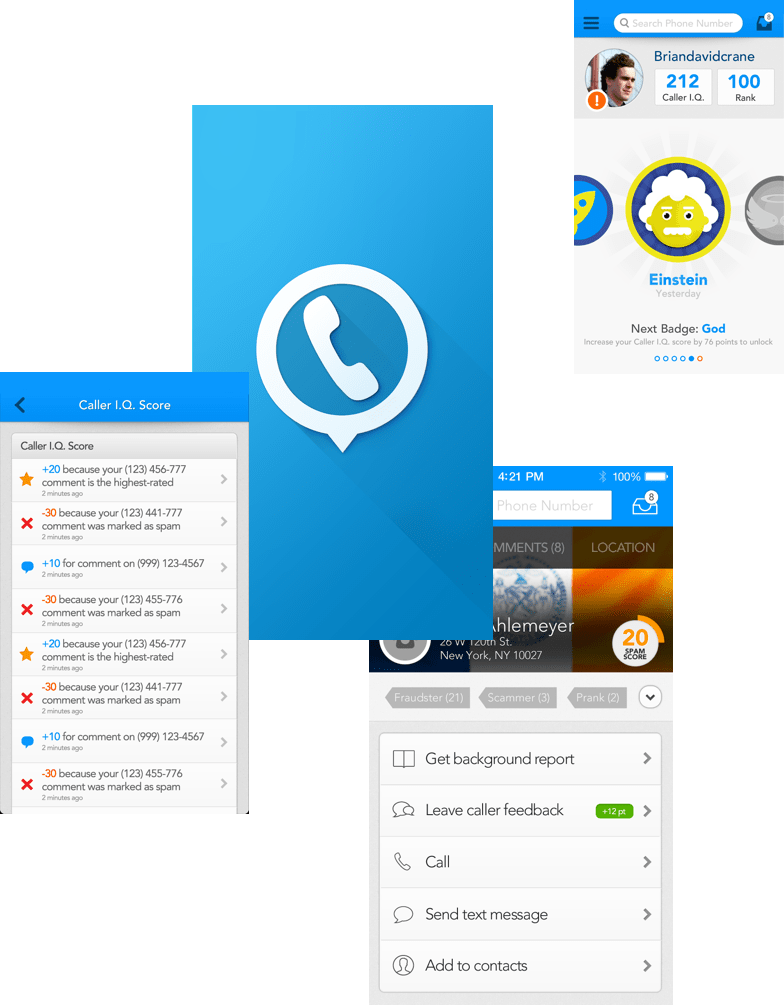 8
Search Phone Number
Briandavidcrane
212
Caller I.Q.
100
Rank
!
Einstein
Yesterday
Next Badge: God
Increase your Caller I.Q. score by 76 points to unlock
Caller I.Q. Score
Caller I.Q. Score
+20 because your (123) 456-777
comment is the highest-rated
2 minutes ago
-30 because your (123) 441-777
comment was marked as spam
2 minutes ago
+10 for comment on (999) 123-4567
2 minutes ago
-30 because your (123) 455-776
comment was marked as spam
2 minutes ago
+20 because your (123) 456-777
comment is the highest-rated
2 minutes ago
-30 because your (123) 441-777
comment was marked as spam
2 minutes ago
+10 for comment on (999) 123-4567
2 minutes ago
-30 because your (123) 455-776
comment was marked as spam
2 minutes ago
4:21 PM 100%
Phone Number
8
MMENTS (8) LOCATION
Ahlemeyer
26 W 120th St.
New York, NY 10027
20
SPAM
SCORE
Fraudster (21) Scammer (3) Prank (2)
Get background report
Leave caller feedback +12 pt
Call
Send text message
Add to contacts